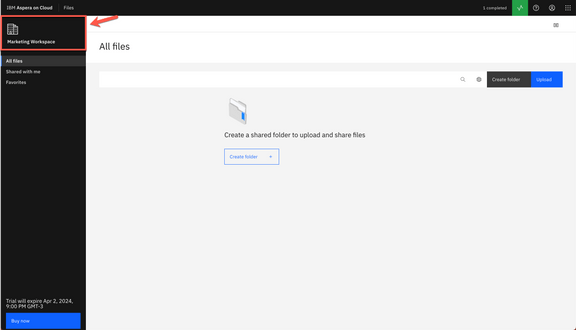 IBM Aspera on Cloud Files 1 completed
Marketing Workspace
All files
Shared with me
Favorites
All files
Create folder Upload
Create a shared folder to upload and share files
Create folder +
Trial will expire Apr 2, 2024,
9:00 PM GMT-3
Buy now